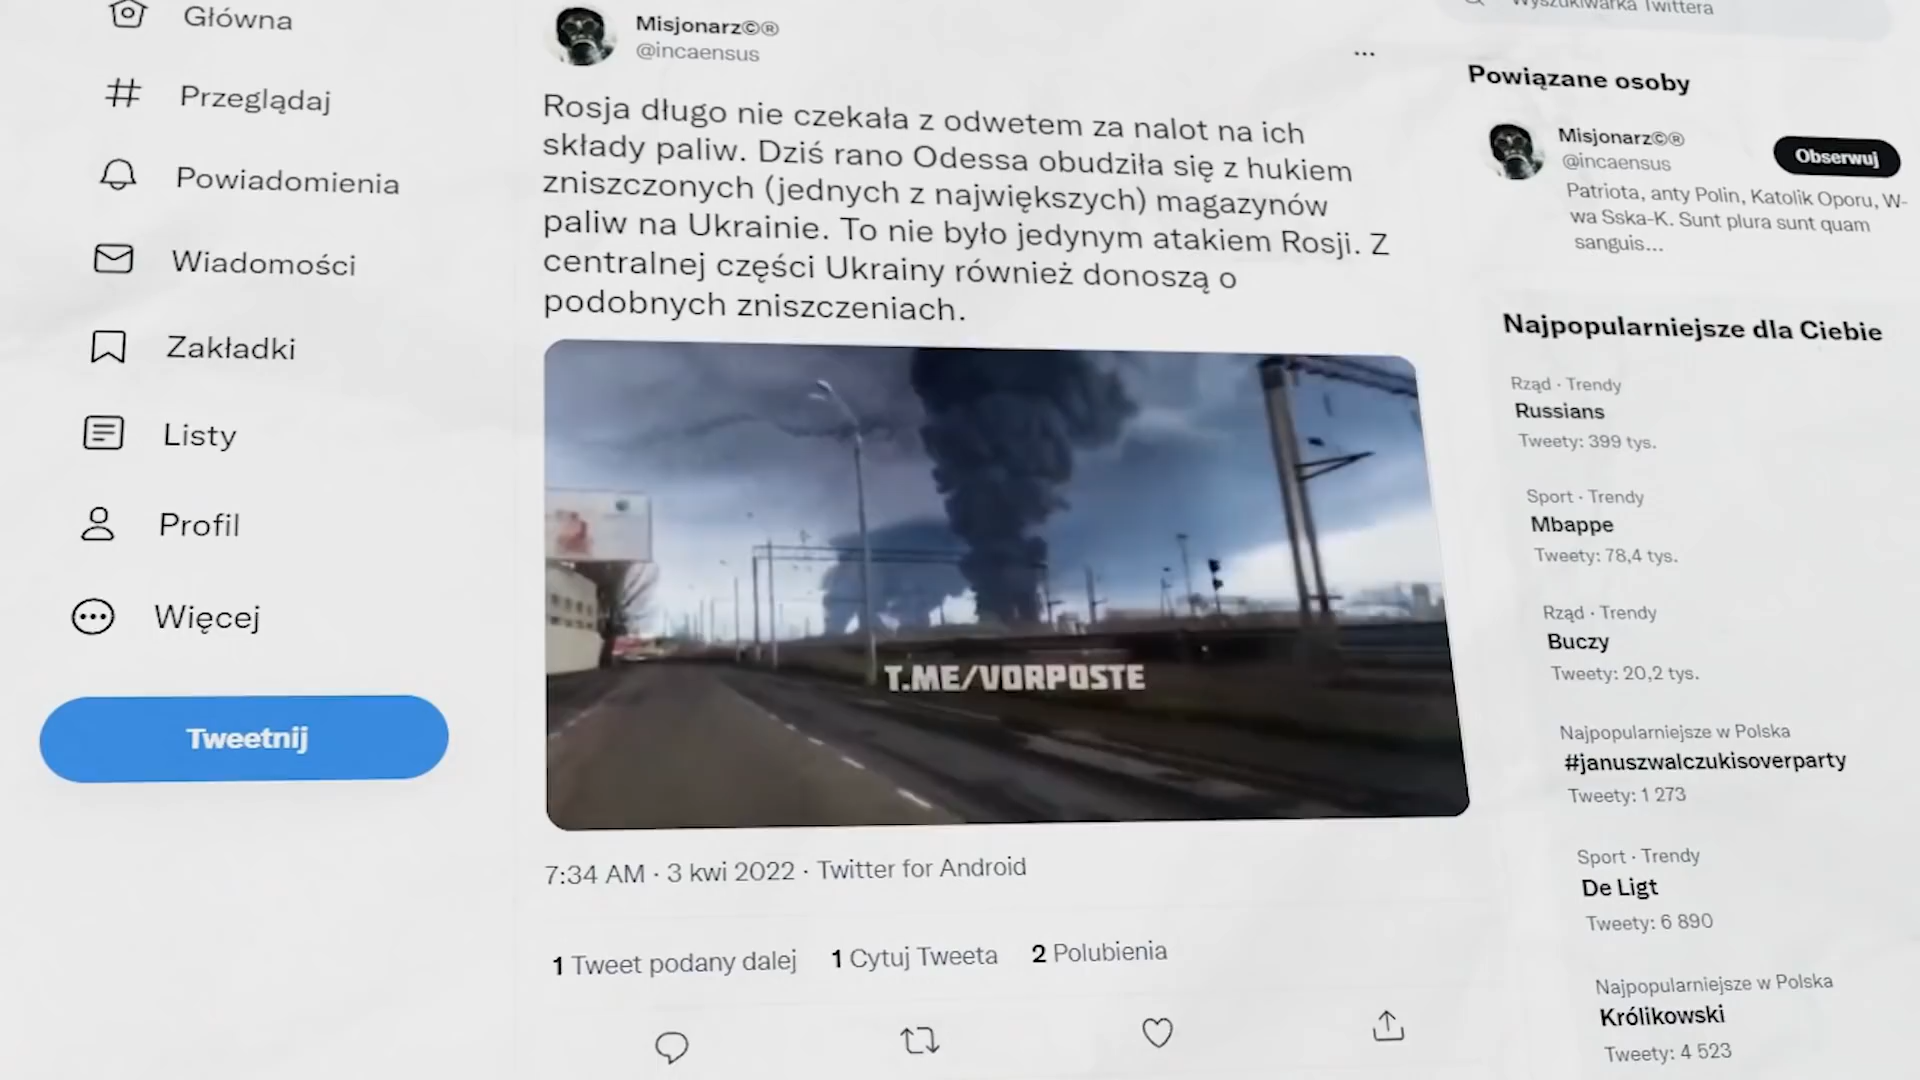 Główna
Przeglądaj
Powiadomienia
Wiadomości
Zakładki
Listy
Profil
Więcej
Tweetnij
Misjonarz©®
@incaensus
Rosja długo nie czekała z odwetem za nalot na ich
składy paliw. Dziś rano Odessa obudziła się z hukiem
zniszczonych (jednych z największych) magazynów
paliw na Ukrainie. To nie było jedynym atakiem Rosji. Z
centralnej części Ukrainy również donoszą o
podobnych zniszczeniach.
T.ME/VORPOSTE
7:34 AM · 3 kwi 2022 · Twitter for Android
1 Tweet podany dalej 1 Cytuj Tweeta 2 Polubienia
Wyszukiwarka Twittera
Powiązane osoby
Misjonarz©®
@incaensus
Obserwuj
Patriota, anty Polin, Katolik Oporu, W-
wa Sska-K. Sunt plura sunt quam
sanguis...
Najpopularniejsze dla Ciebie
Rząd · Trendy
Russians
Tweety: 399 tys.
Sport · Trendy
Mbappe
Tweety: 78,4 tys.
Rząd · Trendy
Buczy
Tweety: 20,2 tys.
Najpopularniejsze w Polska
#januszwalczukisoverparty
Tweety: 1 273
Sport · Trendy
De Ligt
Tweety: 6 890
Najpopularniejsze w Polska
Królikowski
Tweety: 4 523